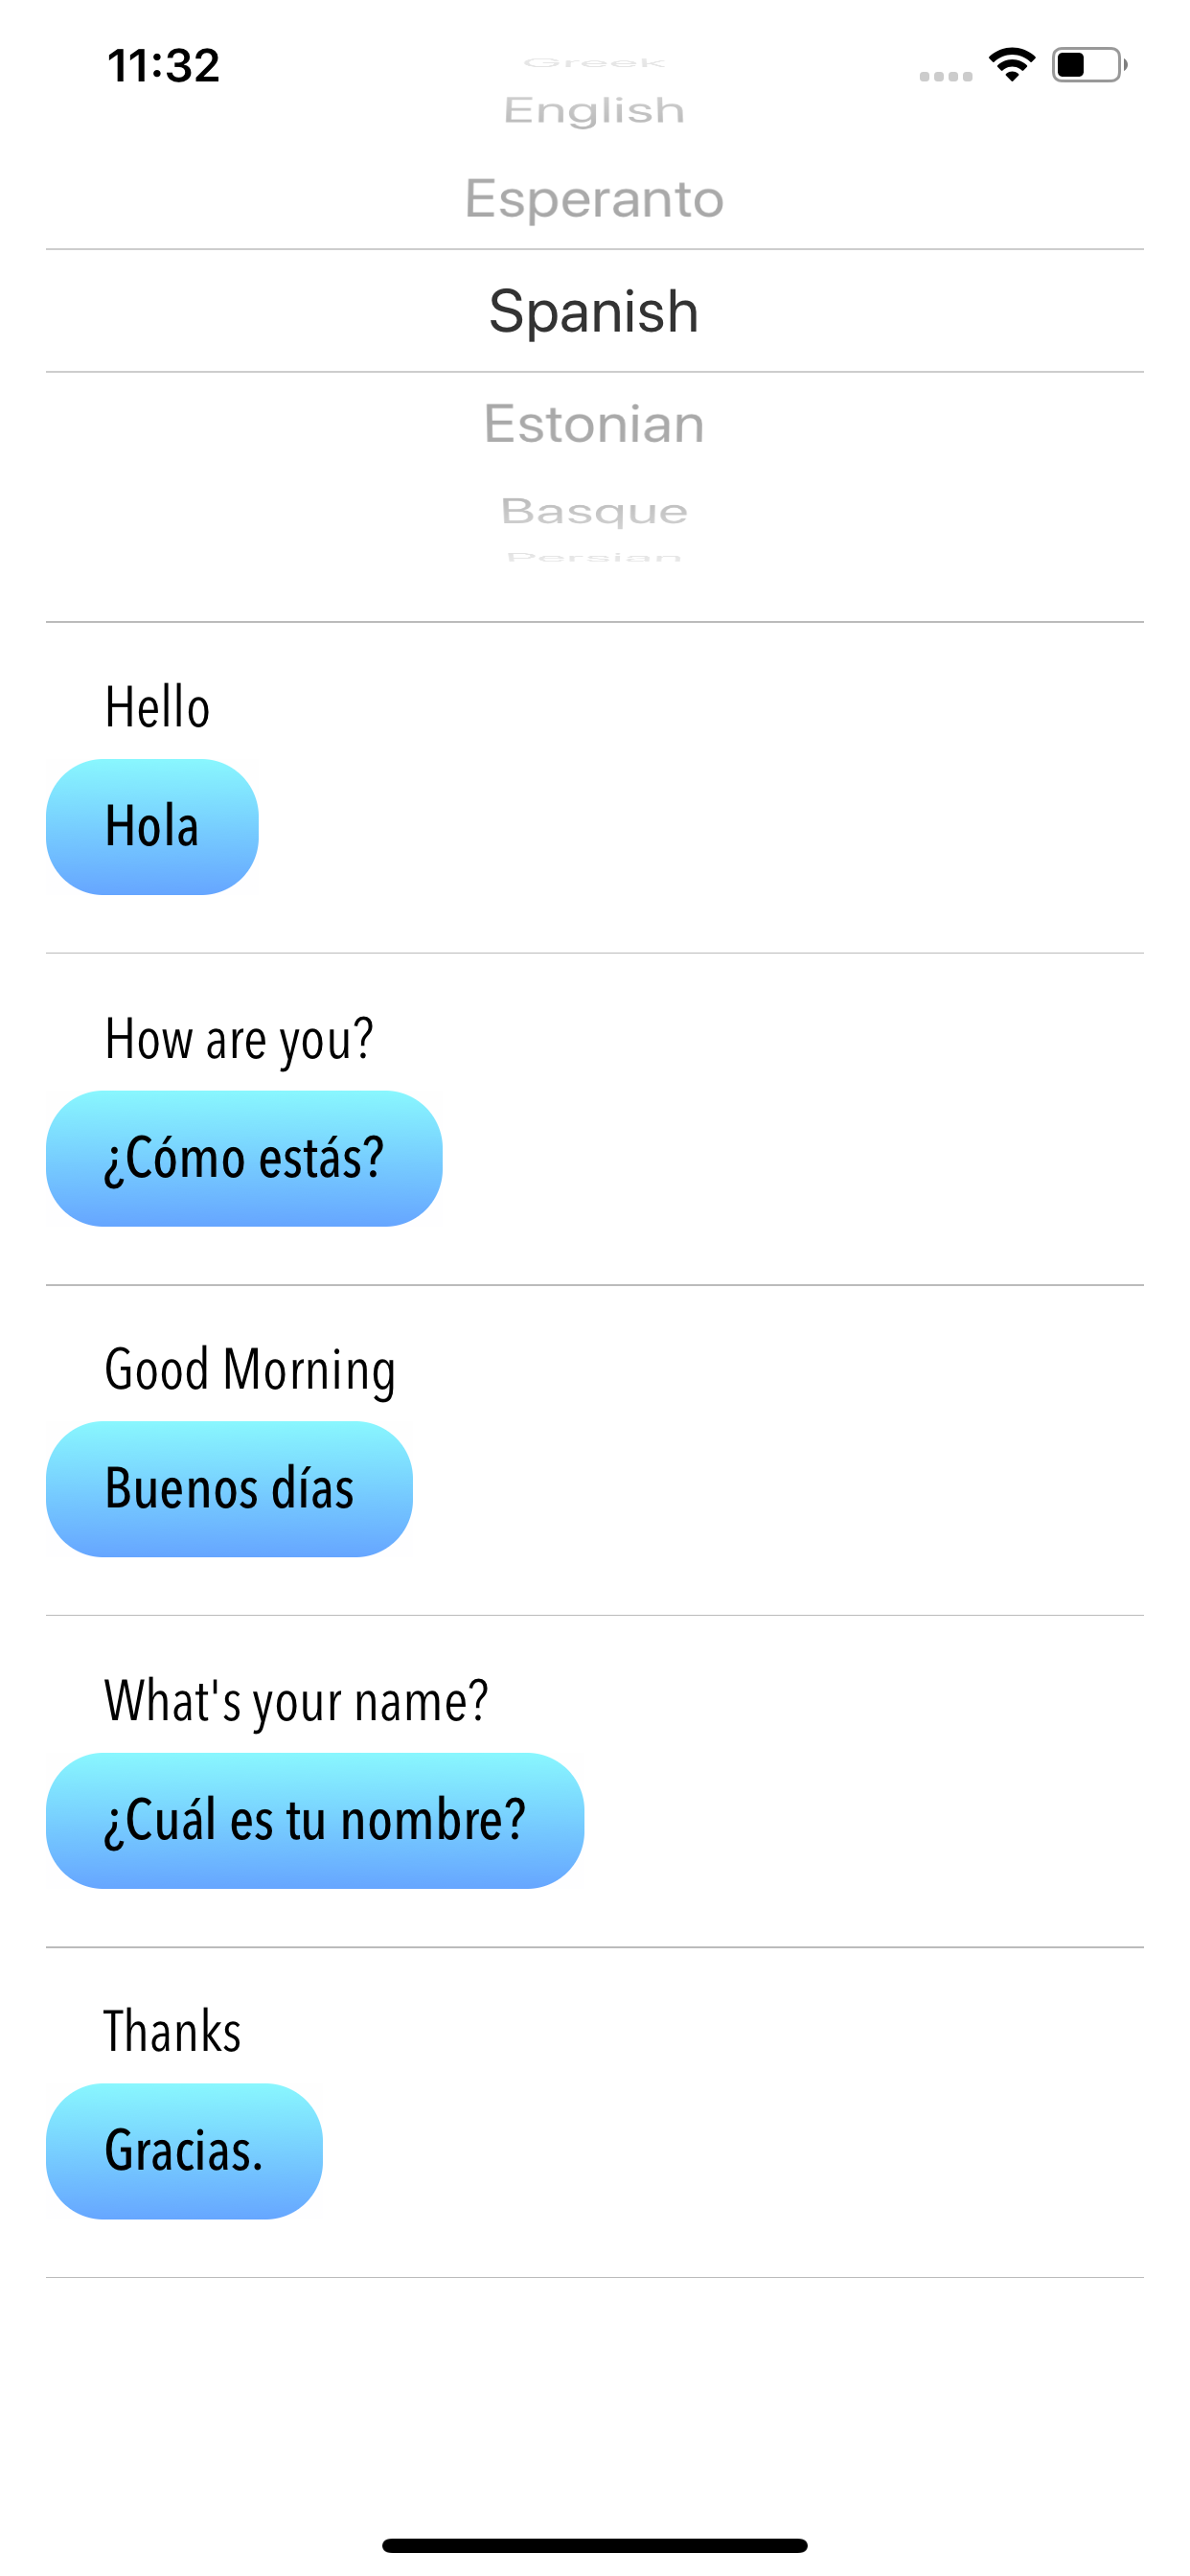 11:32
Greek
English
Esperanto
Spanish
Estonian
Basque
Persian
Hello
Hola
How are you?
¿Cómo estás?
Good Morning
Buenos días
What's your name?
¿Cuál es tu nombre?
Thanks
Gracias.